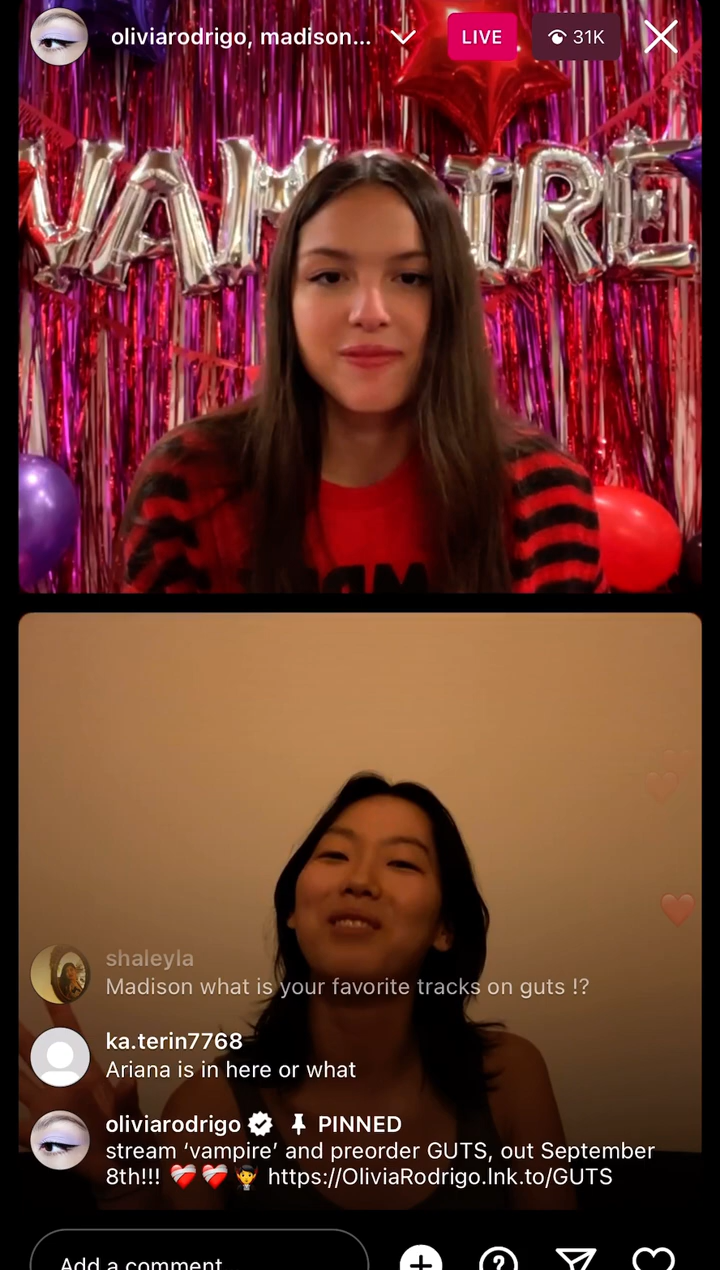 oliviarodrigo, madison...
LIVE
31K
VAMPIRE
shaleyla
Madison what is your favorite tracks on guts !?
ka.terin7768
Ariana is in here or what
oliviarodrigo PINNED
stream ‘vampire’ and preorder GUTS, out September
8th!!! ❤️‍🩹❤️‍🩹🧛 https://OliviaRodrigo.lnk.to/GUTS
Add a comment